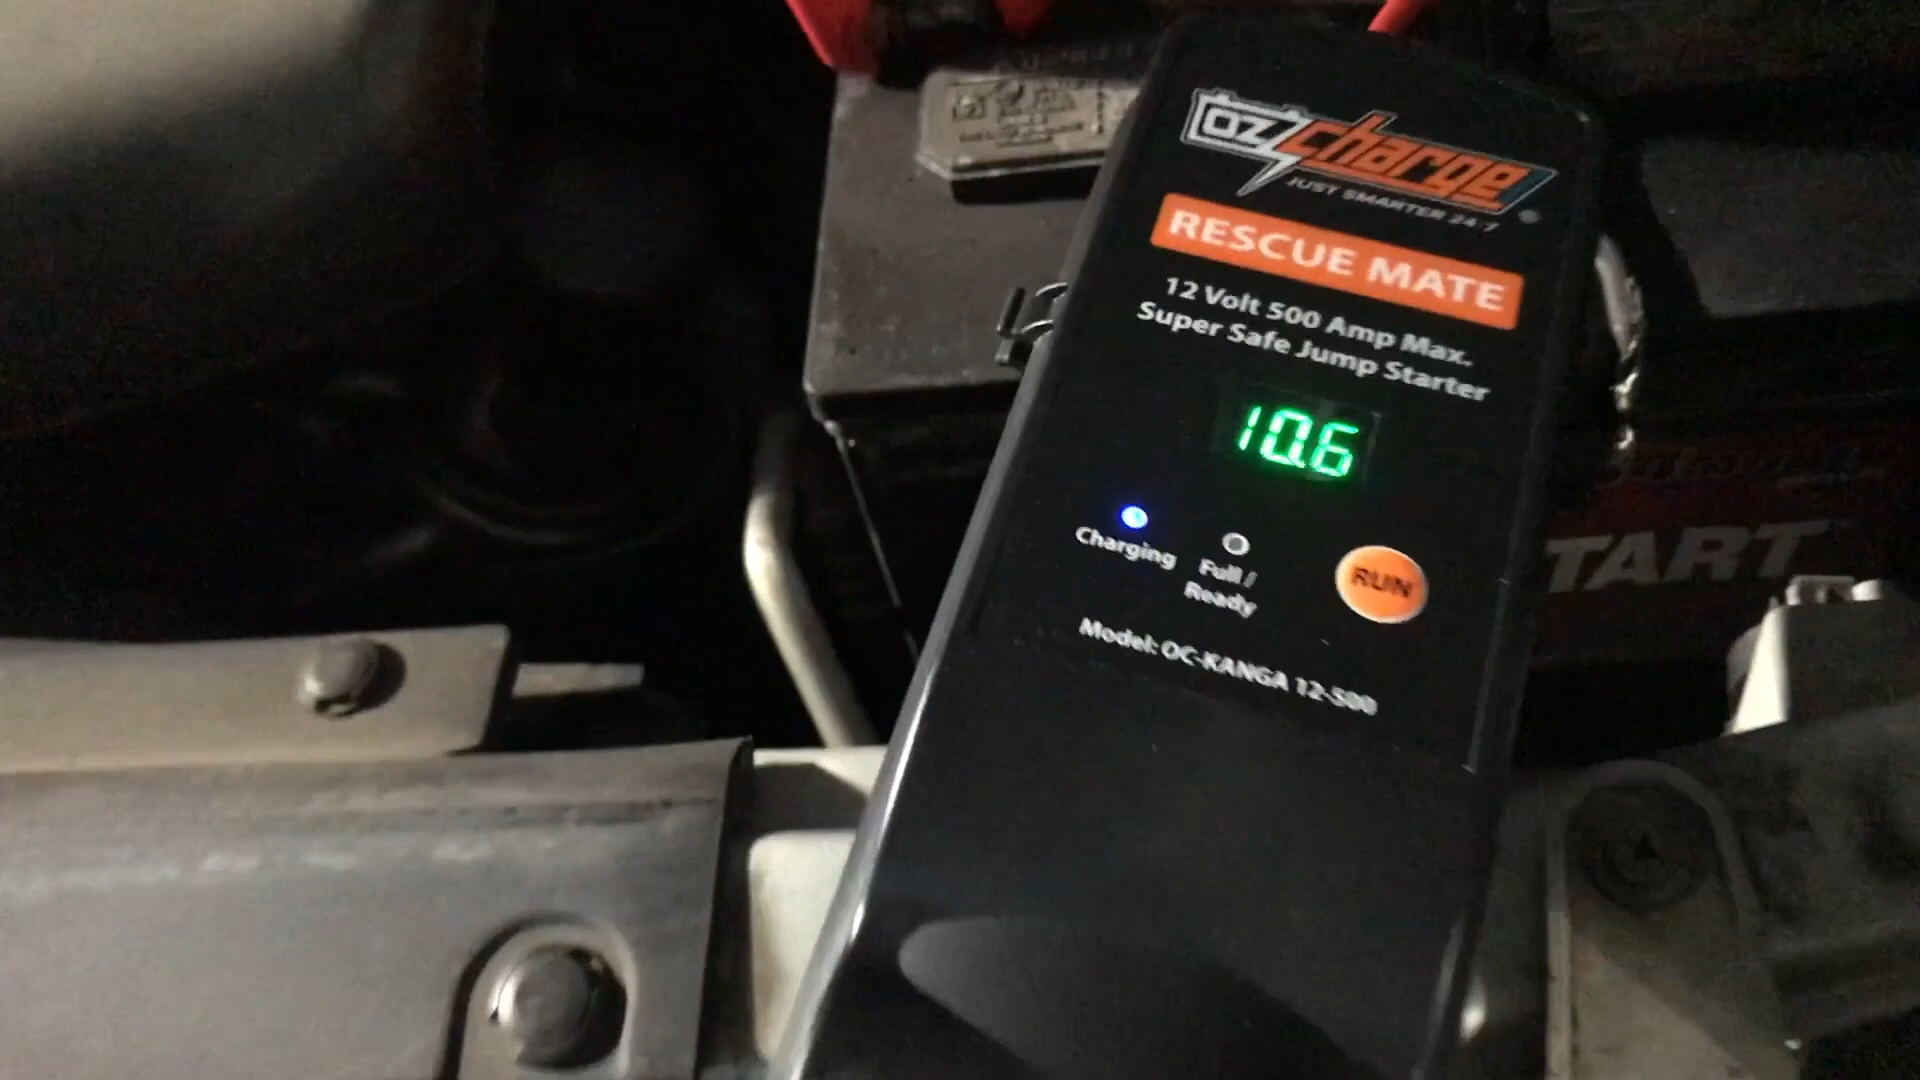 OZ charge
JUST SMARTER 24-7
RESCUE MATE
12 Volt 500 Amp Max.
Super Safe Jump Starter
10.6
Charging
Full /
Ready
RUN
Model: OC-KANGA 12-500
TART